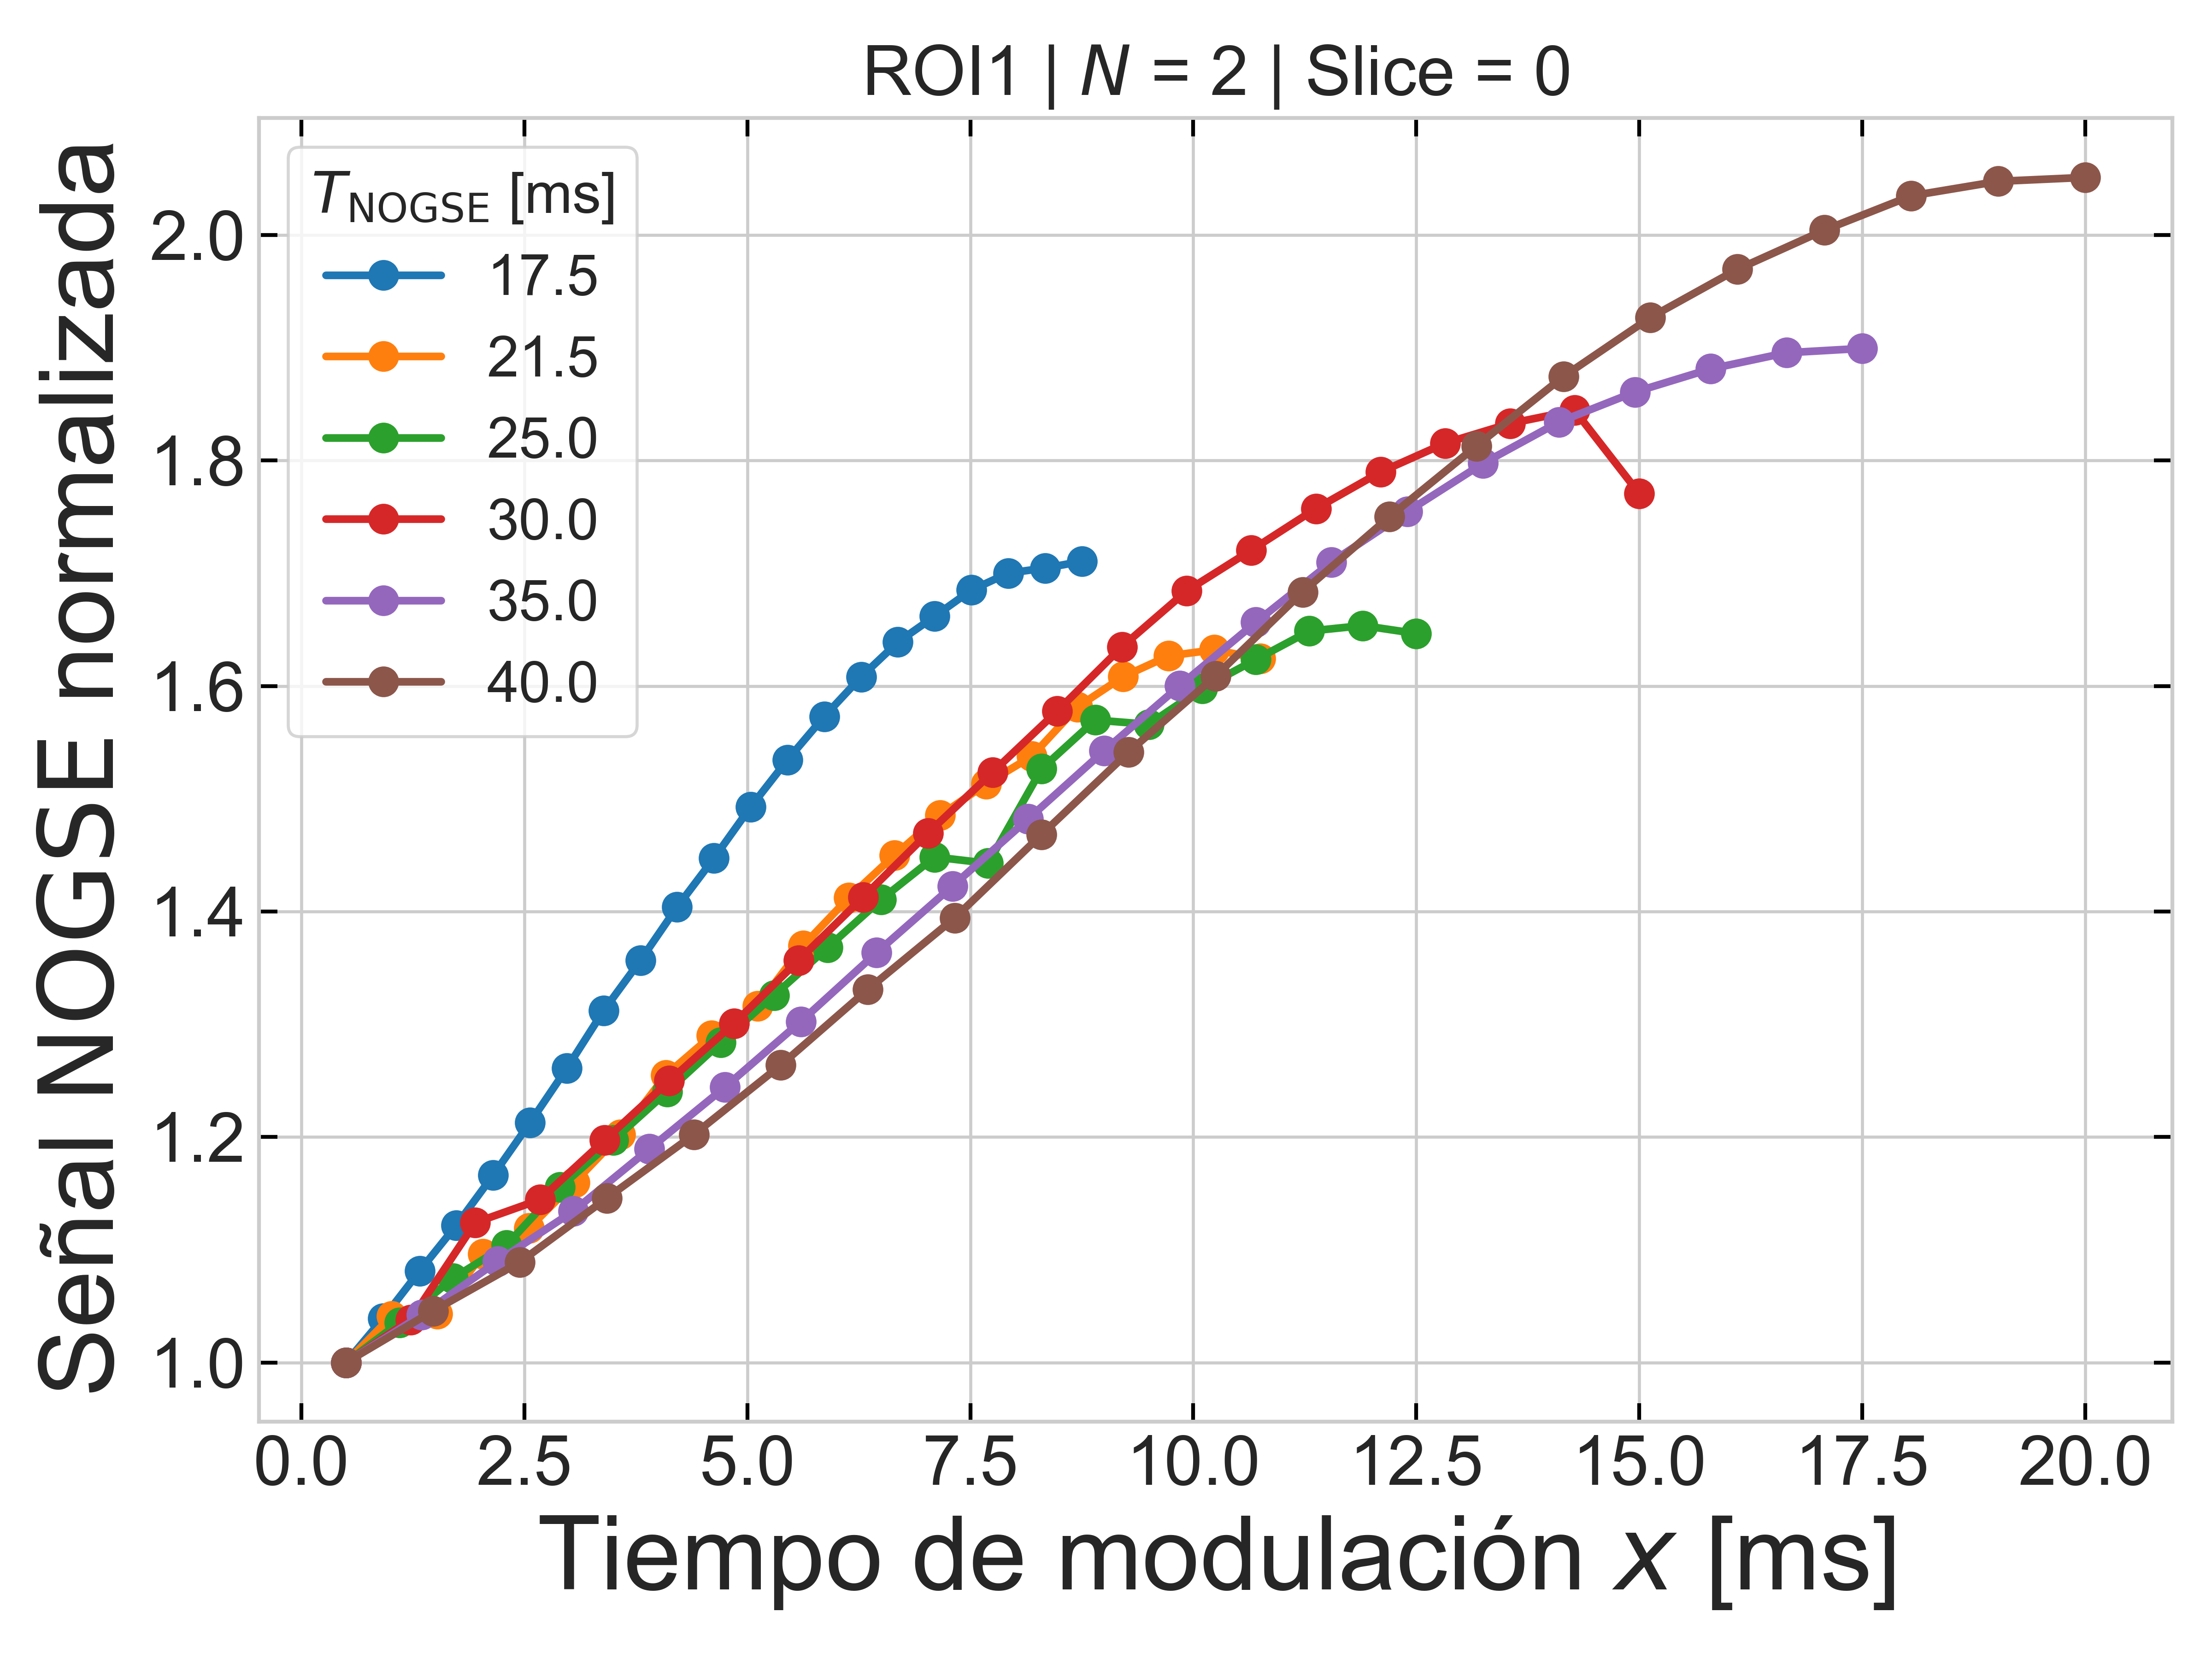 ROI1 | N = 2 | Slice = 0
Señal NOGSE normalizada
T_NOGSE [ms]
17.5
21.5
25.0
30.0
35.0
40.0
2.0
1.8
1.6
1.4
1.2
1.0
0.0 2.5 5.0 7.5 10.0 12.5 15.0 17.5 20.0
Tiempo de modulación x [ms]